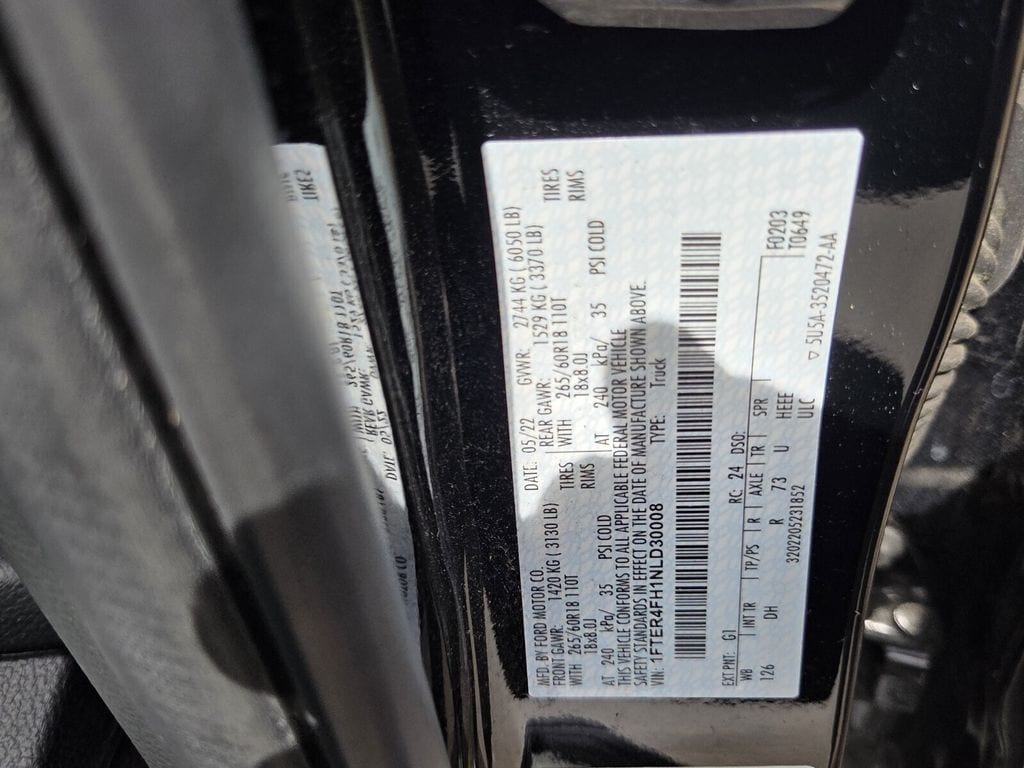 MFD. BY FORD MOTOR CO.
DATE: 05/22 GVWR: 2744 KG ( 6050 LB)
FRONT GAWR: 1420 KG ( 3130 LB)
REAR GAWR: 1529 KG ( 3370 LB)
WITH 265/60R18 110T TIRES
WITH 265/60R18 110T TIRES
18x8.0J RIMS
18x8.0J RIMS
AT 240 kPa/ 35 PSI COLD
AT 240 kPa/ 35 PSI COLD
THIS VEHICLE CONFORMS TO ALL APPLICABLE FEDERAL MOTOR VEHICLE
SAFETY STANDARDS IN EFFECT ON THE DATE OF MANUFACTURE SHOWN ABOVE.
VIN: 1FTER4FH1NLD30008 TYPE: Truck
EXT PNT: G1 RC: 24 DSO:
WB INT TR TP/PS R AXLE TR SPR F0203
126 DH R 73 U HEEE T0649
3202205231852 ULC
▽ 5U5A-3520472-AA